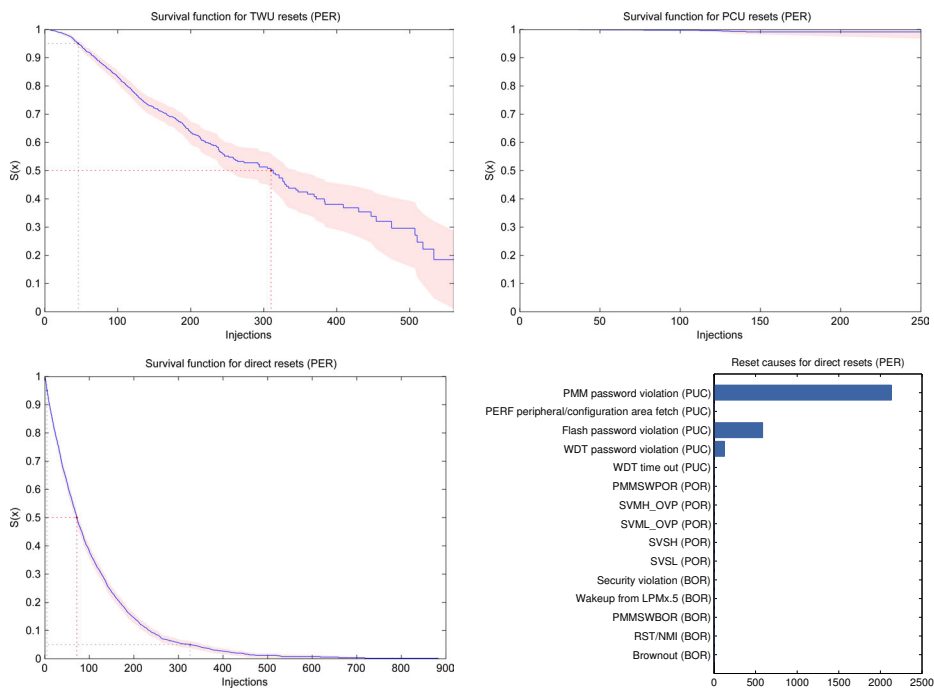 Survival function for TWU resets (PER)
1
0.9
0.8
0.7
0.6
0.5
0.4
0.3
0.2
0.1
0
S(x)
0 100 200 300 400 500
Injections
Survival function for PCU resets (PER)
1
0.9
0.8
0.7
0.6
0.5
0.4
0.3
0.2
0.1
0
S(x)
0 50 100 150 200 250
Injections
Survival function for direct resets (PER)
1
0.9
0.8
0.7
0.6
0.5
0.4
0.3
0.2
0.1
0
S(x)
0 100 200 300 400 500 600 700 800 900
Injections
Reset causes for direct resets (PER)
PMM password violation (PUC)
PERF peripheral/configuration area fetch (PUC)
Flash password violation (PUC)
WDT password violation (PUC)
WDT time out (PUC)
PMMSWPOR (POR)
SVMH_OVP (POR)
SVML_OVP (POR)
SVSH (POR)
SVSL (POR)
Security violation (BOR)
Wakeup from LPMx.5 (BOR)
PMMSWBOR (BOR)
RST/NMI (BOR)
Brownout (BOR)
0 500 1000 1500 2000 2500